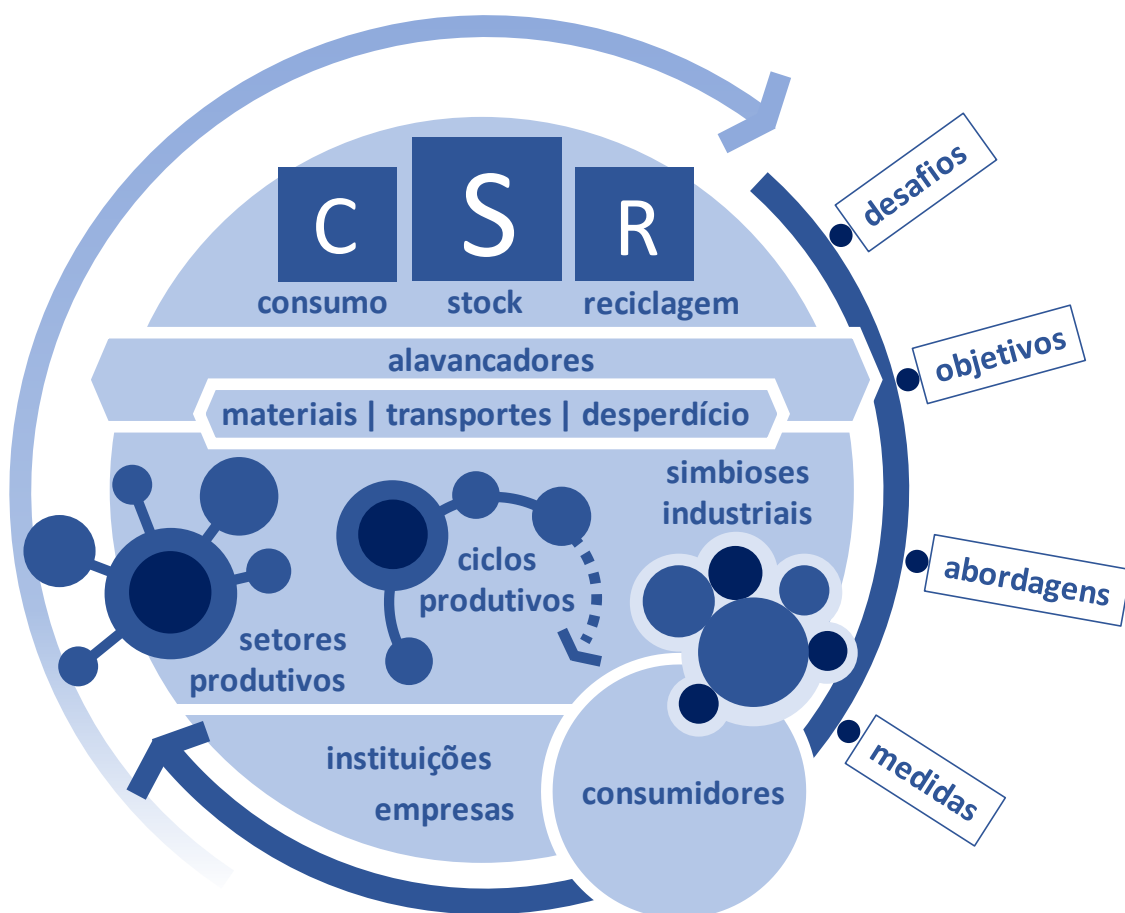 C S R
consumo stock reciclagem
alavancadores
materiais | transportes | desperdício
simbioses
industriais
ciclos
produtivos
setores
produtivos
instituições
empresas
consumidores
desafios
objetivos
abordagens
medidas